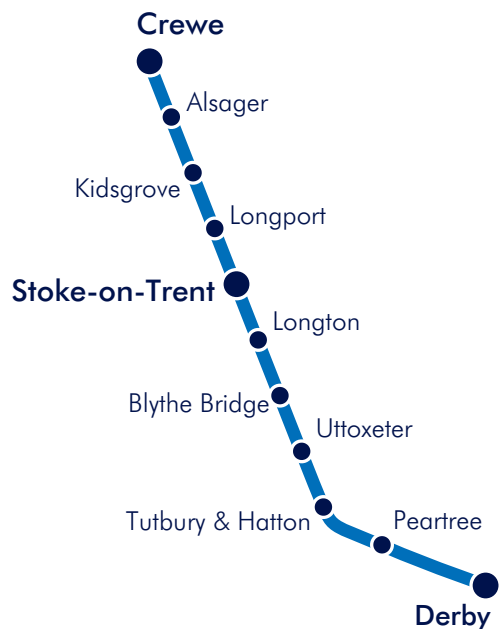 Crewe
Alsager
Kidsgrove
Longport
Stoke-on-Trent
Longton
Blythe Bridge
Uttoxeter
Tutbury & Hatton
Peartree
Derby